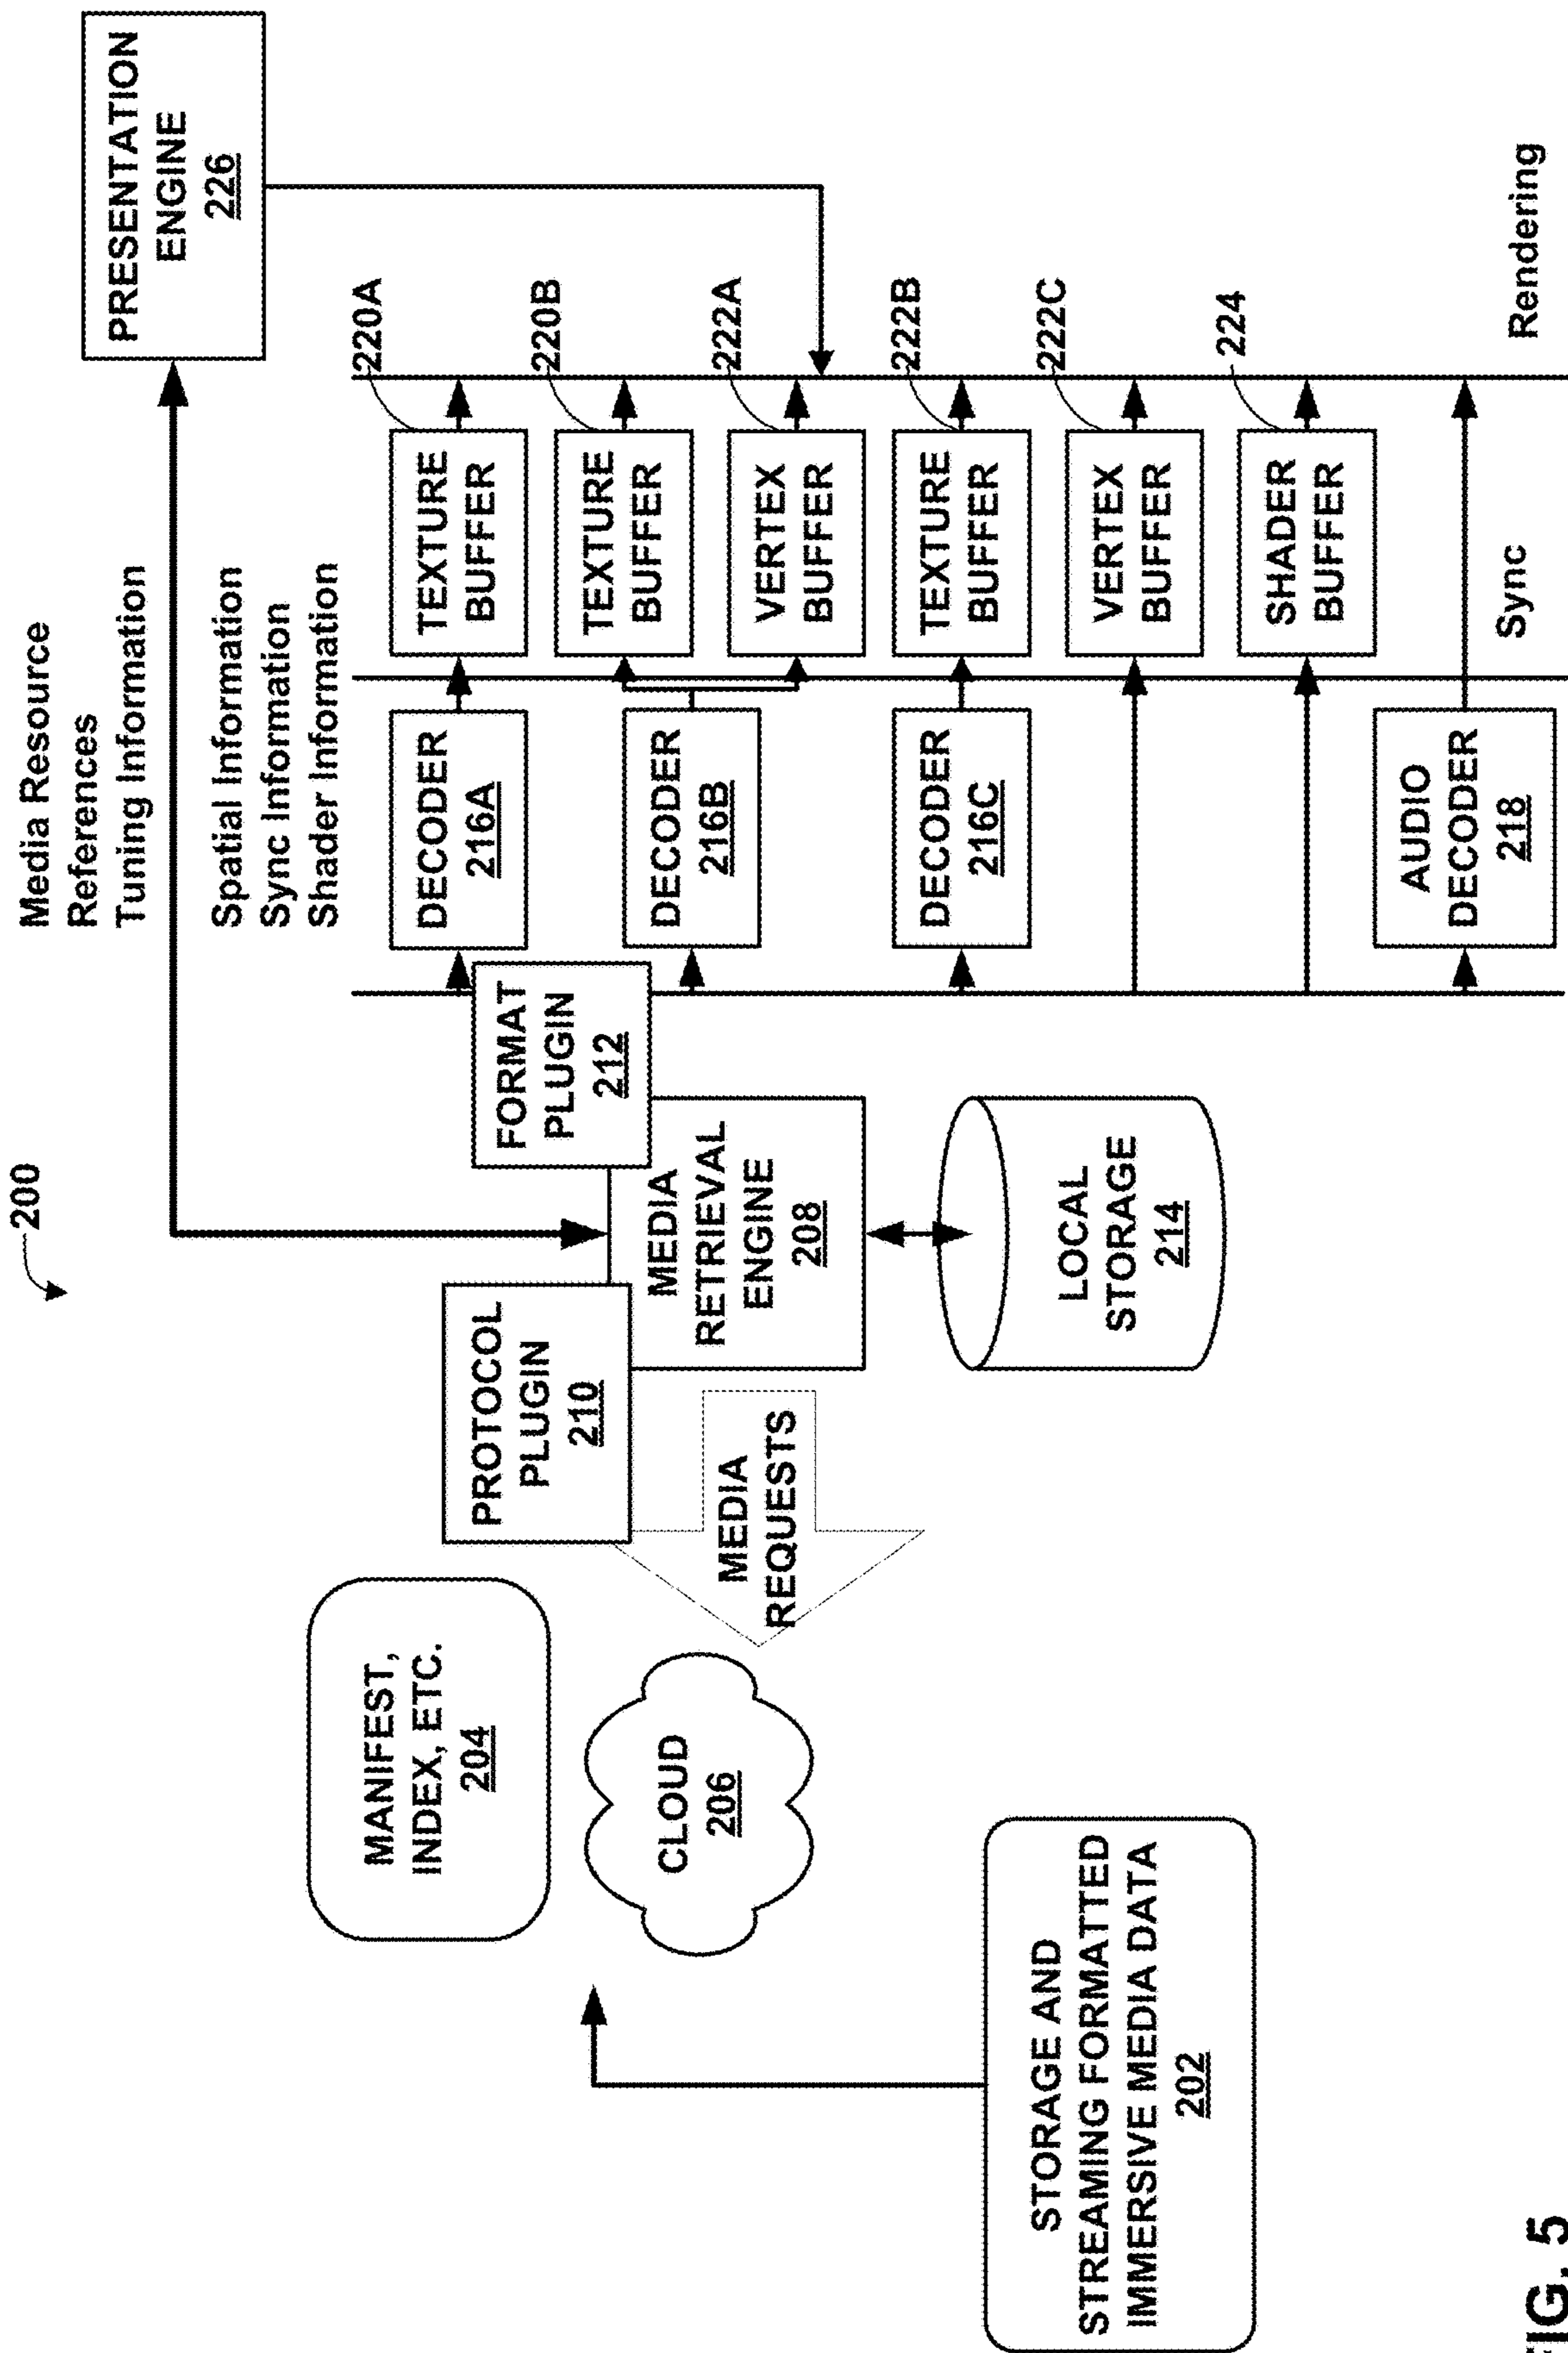 200
Media Resource
References
Tuning Information
PRESENTATION
ENGINE
226
Spatial Information
Sync Information
Shader Information
MANIFEST,
INDEX, ETC.
204
PROTOCOL
PLUGIN
210
FORMAT
PLUGIN
212
CLOUD
206
MEDIA
REQUESTS
MEDIA
RETRIEVAL
ENGINE
208
LOCAL
STORAGE
214
STORAGE AND
STREAMING FORMATTED
IMMERSIVE MEDIA DATA
202
DECODER
216A
DECODER
216B
DECODER
216C
AUDIO
DECODER
218
TEXTURE
BUFFER
220A
TEXTURE
BUFFER
220B
VERTEX
BUFFER
222A
TEXTURE
BUFFER
222B
VERTEX
BUFFER
222C
SHADER
BUFFER
224
Sync
Rendering
FIG. 5